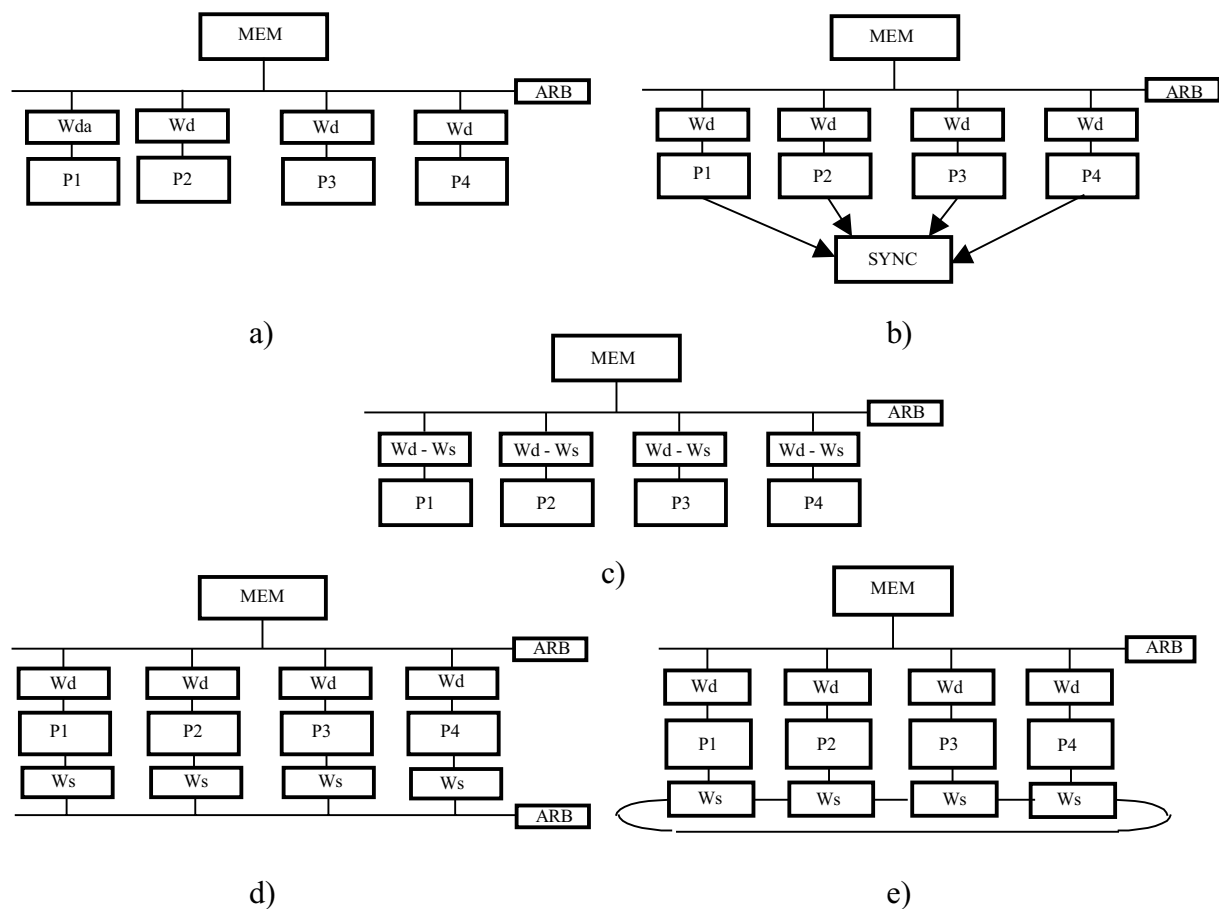 MEM
ARB
Wda Wd Wd Wd
P1 P2 P3 P4
a)
MEM
ARB
Wd Wd Wd Wd
P1 P2 P3 P4
SYNC
b)
MEM
ARB
Wd - Ws Wd - Ws Wd - Ws Wd - Ws
P1 P2 P3 P4
c)
MEM
ARB
Wd Wd Wd Wd
P1 P2 P3 P4
Ws Ws Ws Ws
ARB
d)
MEM
ARB
Wd Wd Wd Wd
P1 P2 P3 P4
Ws Ws Ws Ws
e)